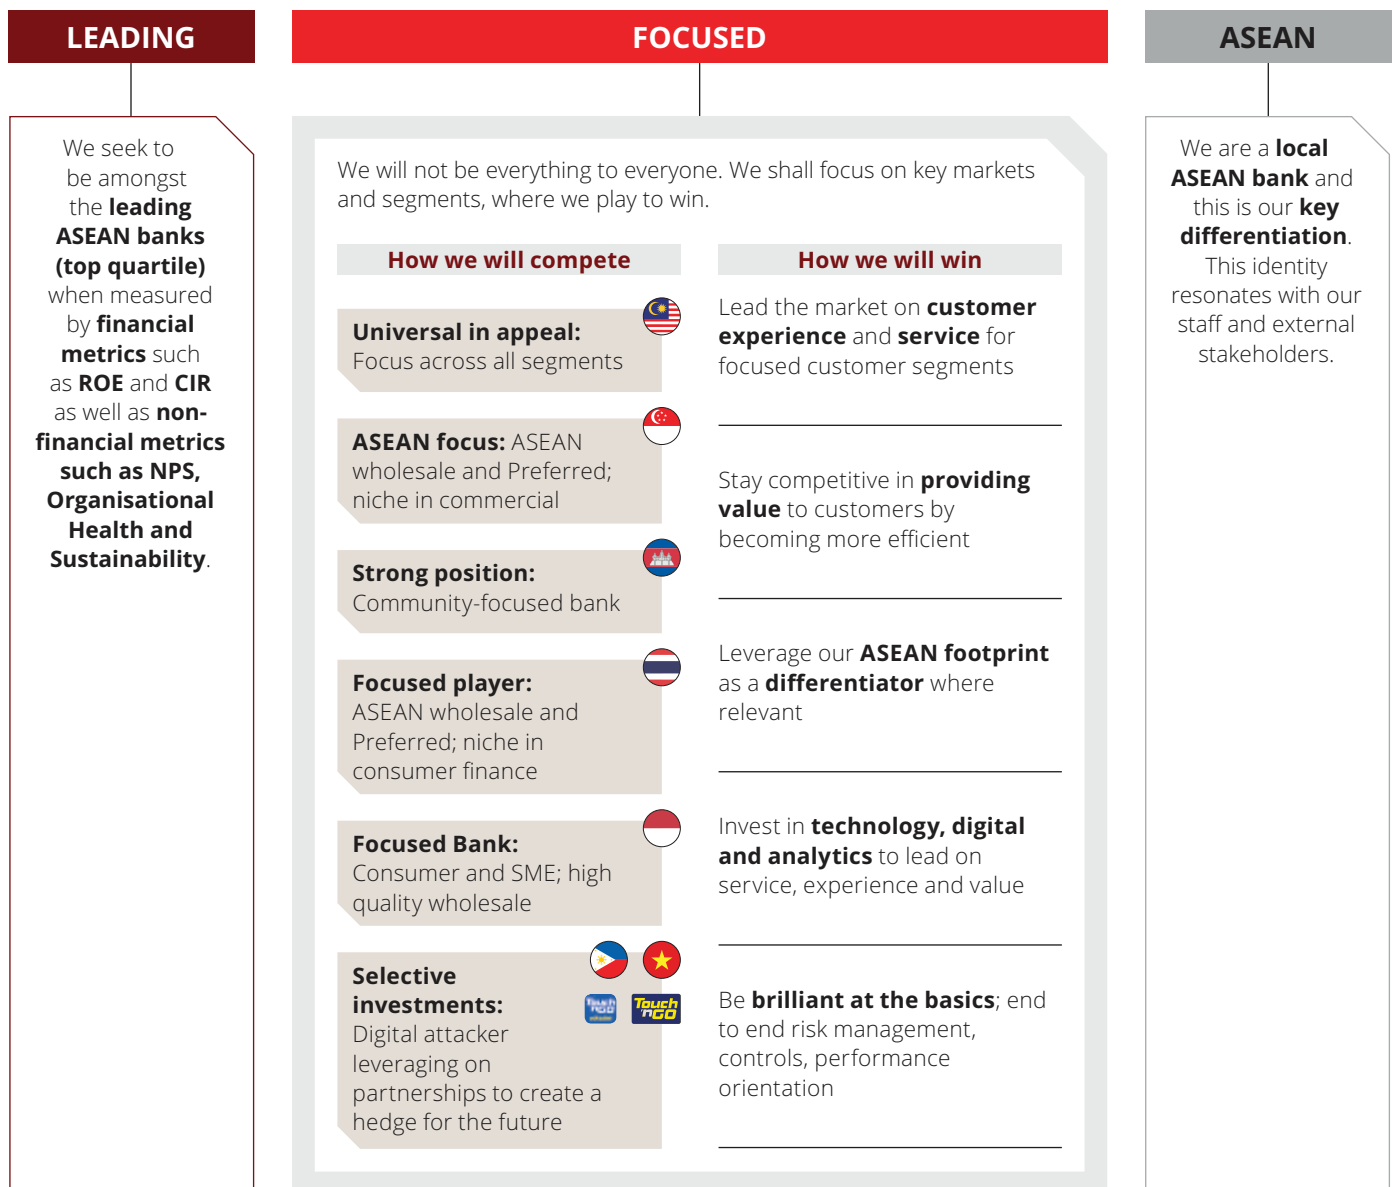 LEADING
We seek to
be amongst
the leading
ASEAN banks
(top quartile)
when measured
by financial
metrics such
as ROE and CIR
as well as non-
financial metrics
such as NPS,
Organisational
Health and
Sustainability.
FOCUSED
We will not be everything to everyone. We shall focus on key markets
and segments, where we play to win.
How we will compete
Universal in appeal:
Focus across all segments
ASEAN focus: ASEAN
wholesale and Preferred;
niche in commercial
Strong position:
Community-focused bank
Focused player:
ASEAN wholesale and
Preferred; niche in
consumer finance
Focused Bank:
Consumer and SME; high
quality wholesale
Selective
investments:
Touch
'n GO
Touch
'n GO
Digital attacker
leveraging on
partnerships to create a
hedge for the future
How we will win
Lead the market on customer
experience and service for
focused customer segments
Stay competitive in providing
value to customers by
becoming more efficient
Leverage our ASEAN footprint
as a differentiator where
relevant
Invest in technology, digital
and analytics to lead on
service, experience and value
Be brilliant at the basics; end
to end risk management,
controls, performance
orientation
ASEAN
We are a local
ASEAN bank and
this is our key
differentiation.
This identity
resonates with our
staff and external
stakeholders.